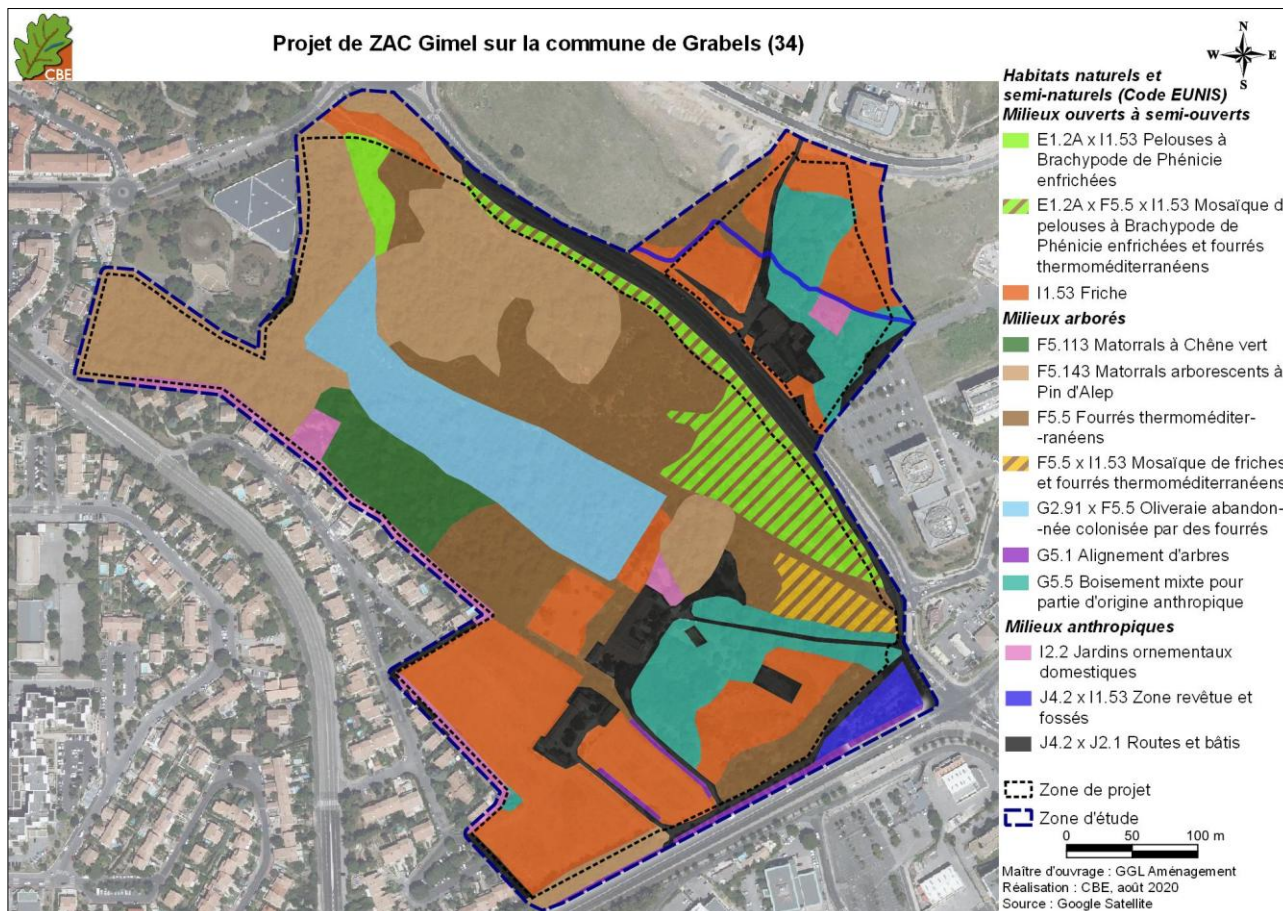 CBE
Projet de ZAC Gimel sur la commune de Grabels (34)
N
W E
S
Habitats naturels et
semi-naturels (Code EUNIS)
Milieux ouverts à semi-ouverts
E1.2A x I1.53 Pelouses à
Brachypode de Phénicie
enfrichées
E1.2A x F5.5 x I1.53 Mosaïque d
pelouses à Brachypode de
Phénicie enfrichées et fourrés
thermoméditerranéens
I1.53 Friche
Milieux arborés
F5.113 Matorrals à Chêne vert
F5.143 Matorrals arborescents à
Pin d'Alep
F5.5 Fourrés thermoméditer-
-ranéens
F5.5 x I1.53 Mosaïque de friches
et fourrés thermoméditerranéens
G2.91 x F5.5 Oliveraie abandon-
-née colonisée par des fourrés
G5.1 Alignement d'arbres
G5.5 Boisement mixte pour
partie d'origine anthropique
Milieux anthropiques
I2.2 Jardins ornementaux
domestiques
J4.2 x I1.53 Zone revêtue et
fossés
J4.2 x J2.1 Routes et bâtis
Zone de projet
Zone d'étude
0 50 100 m
Maître d'ouvrage : GGL Aménagement
Réalisation : CBE, août 2020
Source : Google Satellite